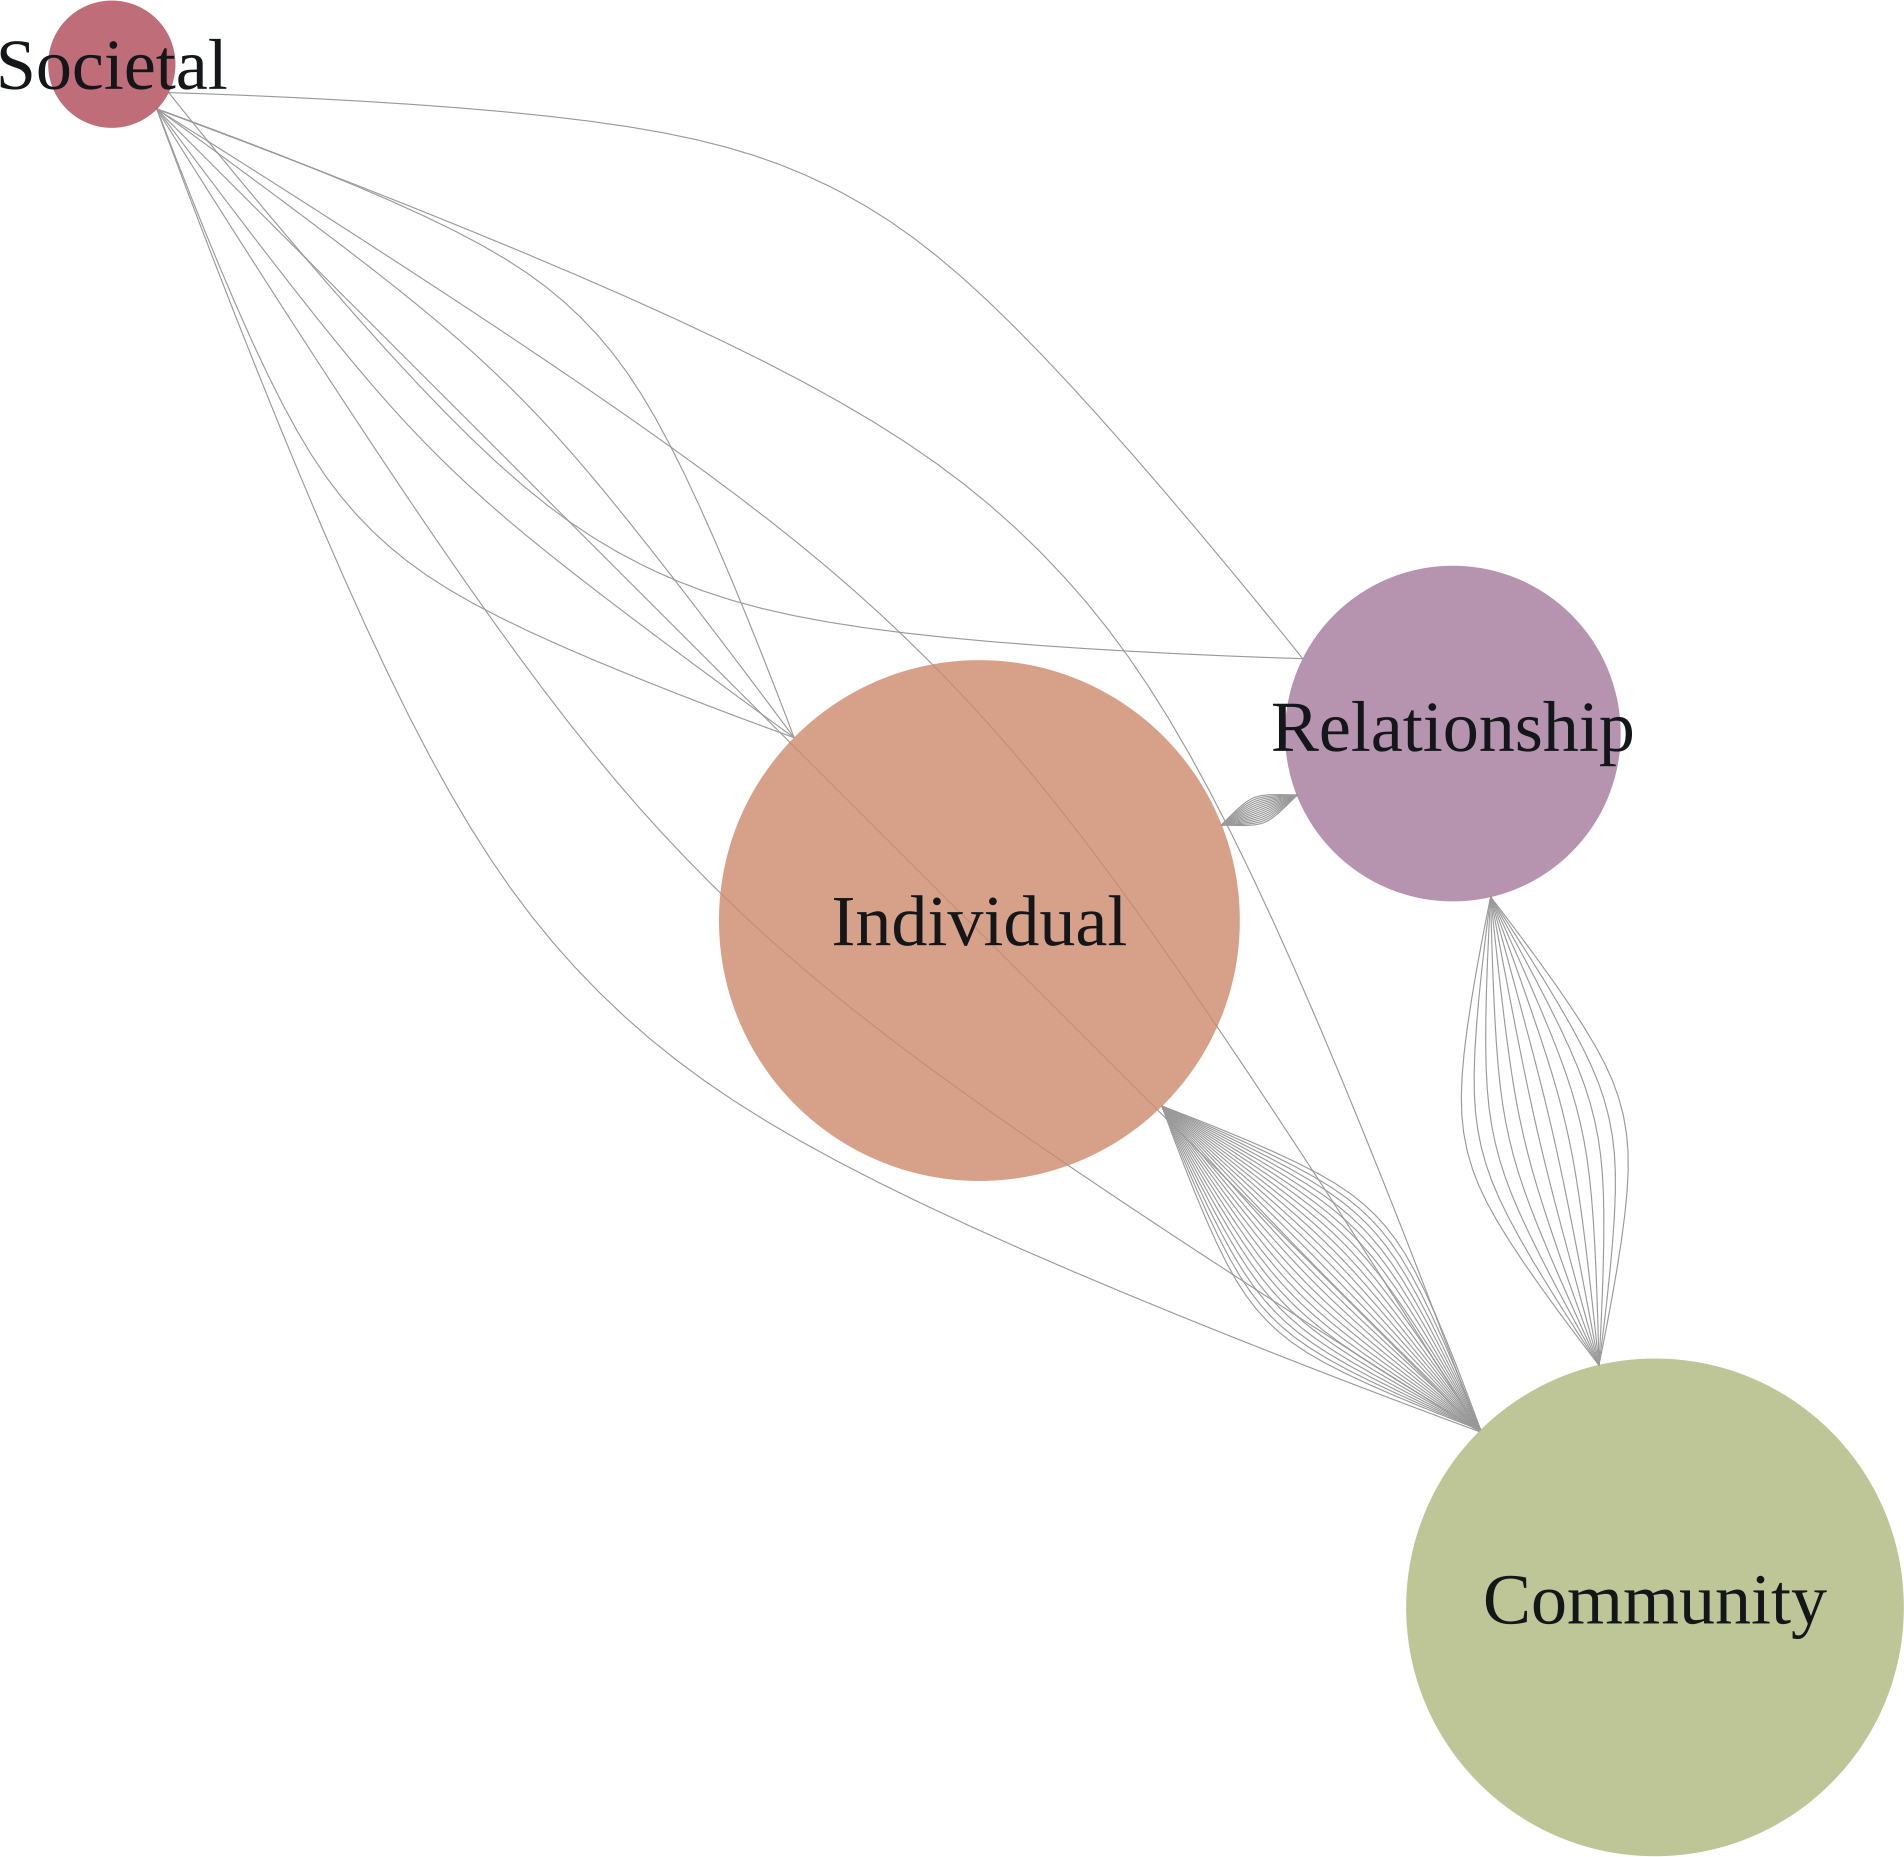 Societal
Relationship
Individual
Community